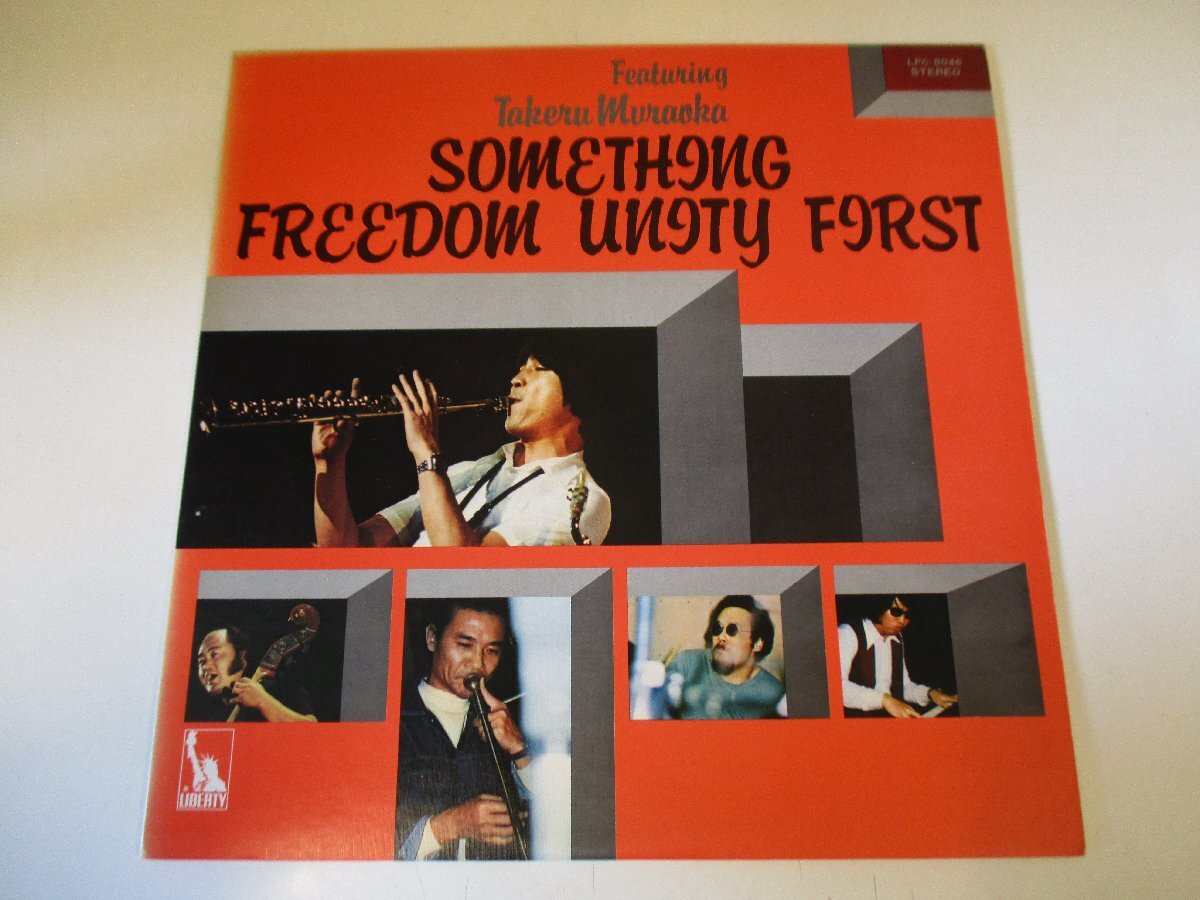 LPC-8046
STEREO
Featuring
Takeru Muraoka
SOMETHING
FREEDOM UNITY FIRST
LIBERTY